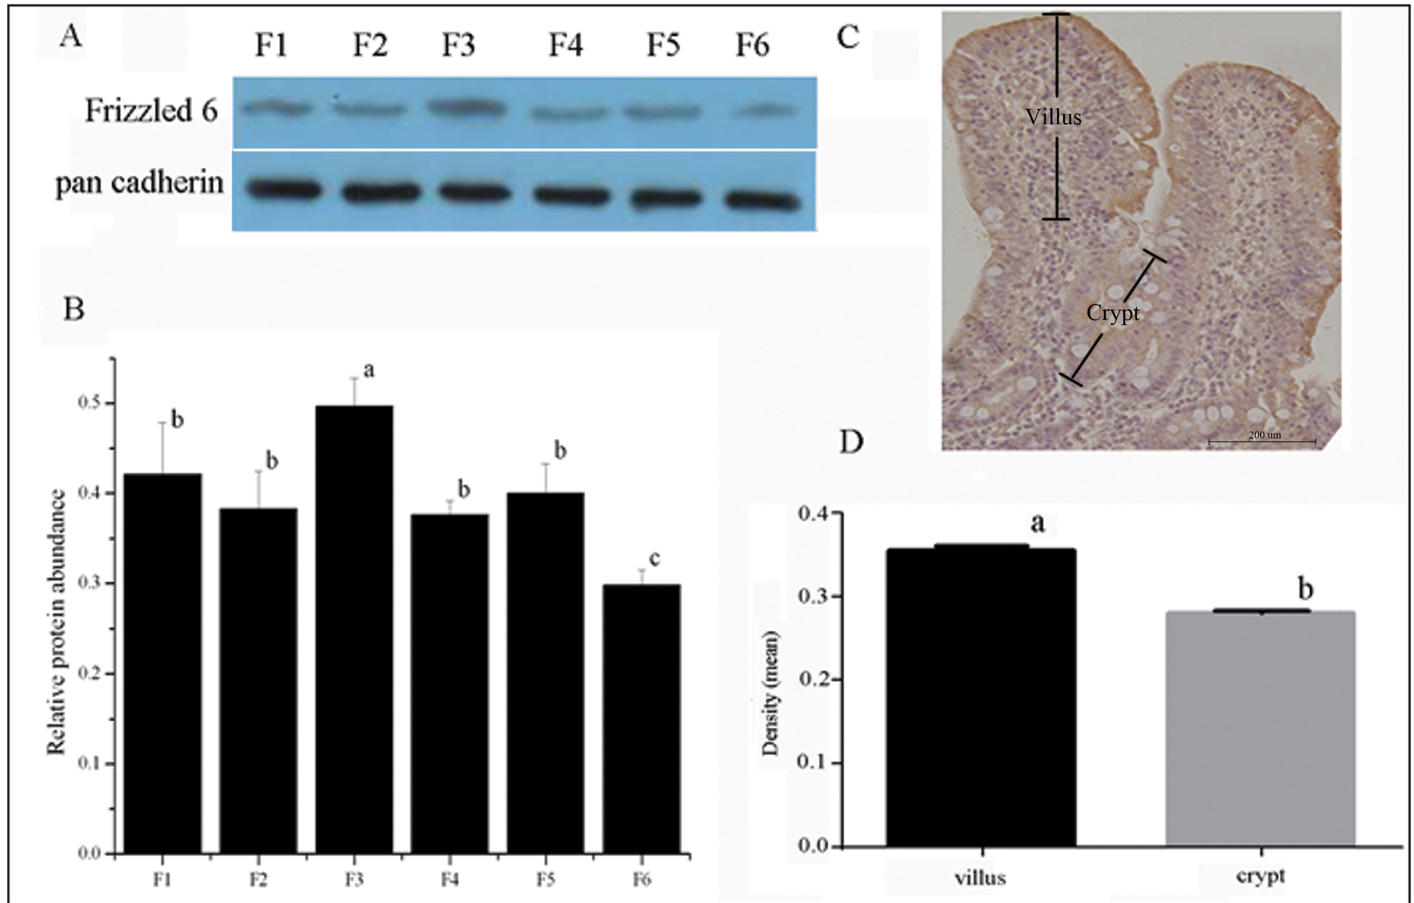 A
F1 F2 F3 F4 F5 F6
Frizzled 6
pan cadherin
B
Relative protein abundance
0.5
0.4
0.3
0.2
0.1
0.0
b
b
a
b
b
c
F1 F2 F3 F4 F5 F6
C
Villus
Crypt
200 um
D
Density (mean)
0.4
0.3
0.2
0.1
0.0
a
b
villus crypt